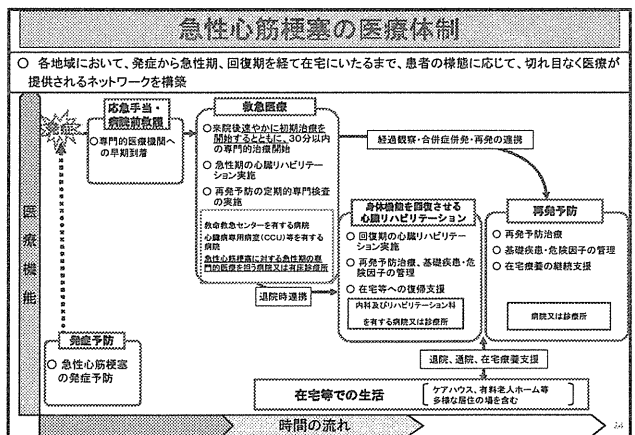 急性心筋梗塞の医療体制
○ 各地域において、発症から急性期、回復期を経て在宅にいたるまで、患者の様態に応じて、切れ目なく医療が
提供されるネットワークを構築
医療機能
発症
応急手当・
病院前救護
○専門的医療機関へ
の早期到着
救急医療
○来院後速やかに初期治療を
開始するとともに、30分以内
の専門的治療開始
○ 急性期の心臓リハビリテー
ション実施
○ 再発予防の定期的専門検査
の実施
救命救急センターを有する病院
心臓病専用病室(CCU)等を有する
病院
急性心筋梗塞に対する急性期の専
門的医療を担う病院又は有床診療所
経過観察・合併症併発・再発の連携
退院時連携
身体機能を回復させる
心臓リハビリテーション
○ 回復期の心臓リハビリテー
ション実施
○ 再発予防治療、基礎疾患・危
険因子の管理
○ 在宅等への復帰支援
内科及びリハビリテーション科
を有する病院又は診療所
再発予防
○ 再発予防治療
○ 基礎疾患・危険因子の管理
○ 在宅療養の継続支援
病院又は診療所
発症予防
○ 急性心筋梗塞
の発症予防
退院、通院、在宅療養支援
在宅等での生活
ケアハウス、有料老人ホーム等
多様な居住の場を含む
時間の流れ